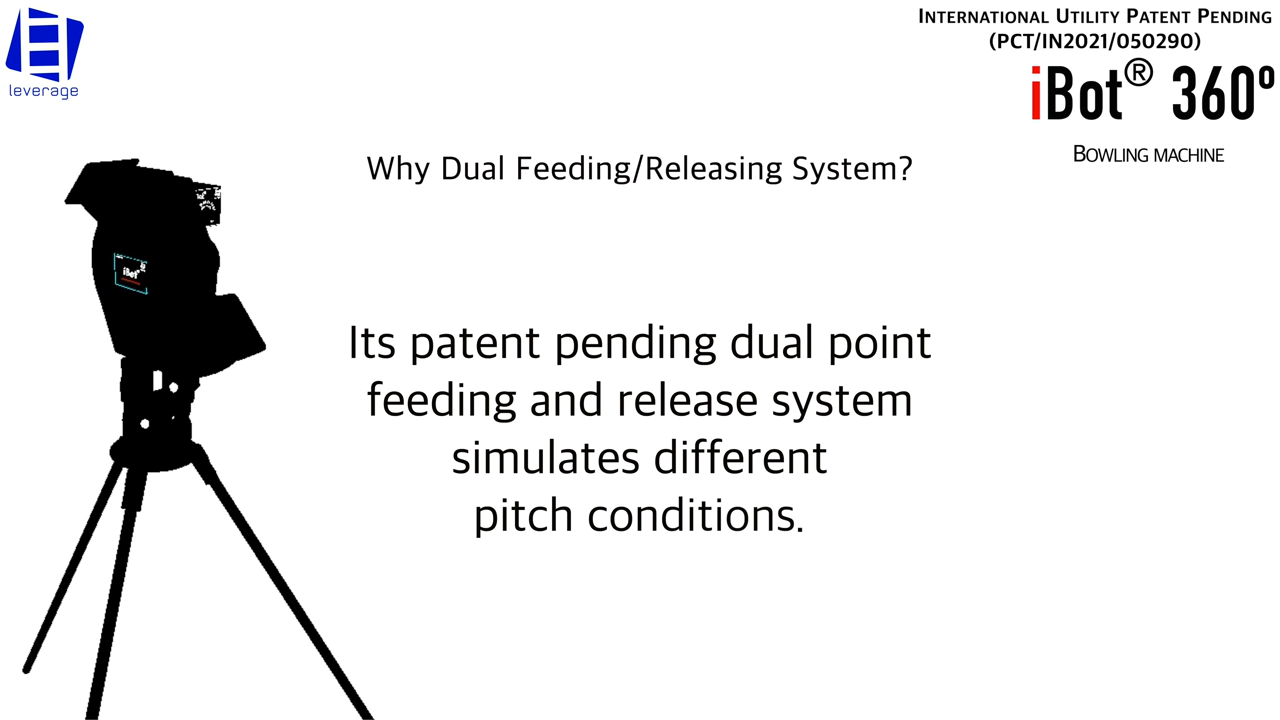 leverage
INTERNATIONAL UTILITY PATENT PENDING
(PCT/IN2021/050290)
iBot® 360º
BOWLING MACHINE
Why Dual Feeding/Releasing System?
iBot
Its patent pending dual point
feeding and release system
simulates different
pitch conditions.